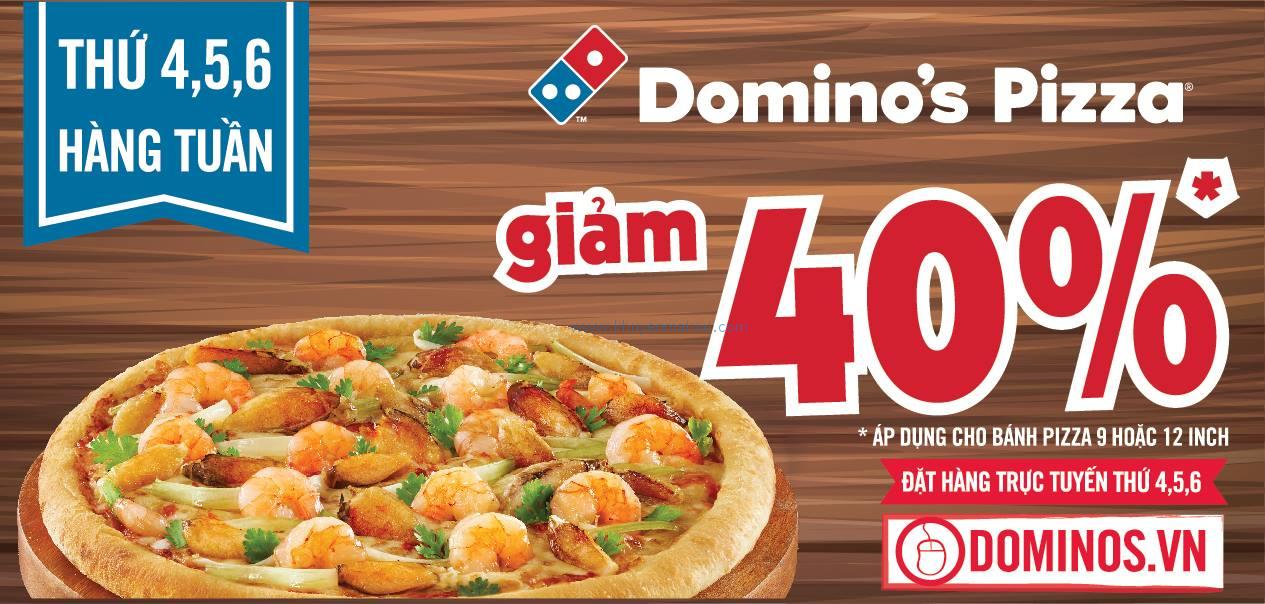 THỨ 4,5,6
HÀNG TUẦN
Domino's Pizza®
TM
giảm 40%*
* ÁP DỤNG CHO BÁNH PIZZA 9 HOẶC 12 INCH
ĐẶT HÀNG TRỰC TUYẾN THỨ 4,5,6
DOMINOS.VN